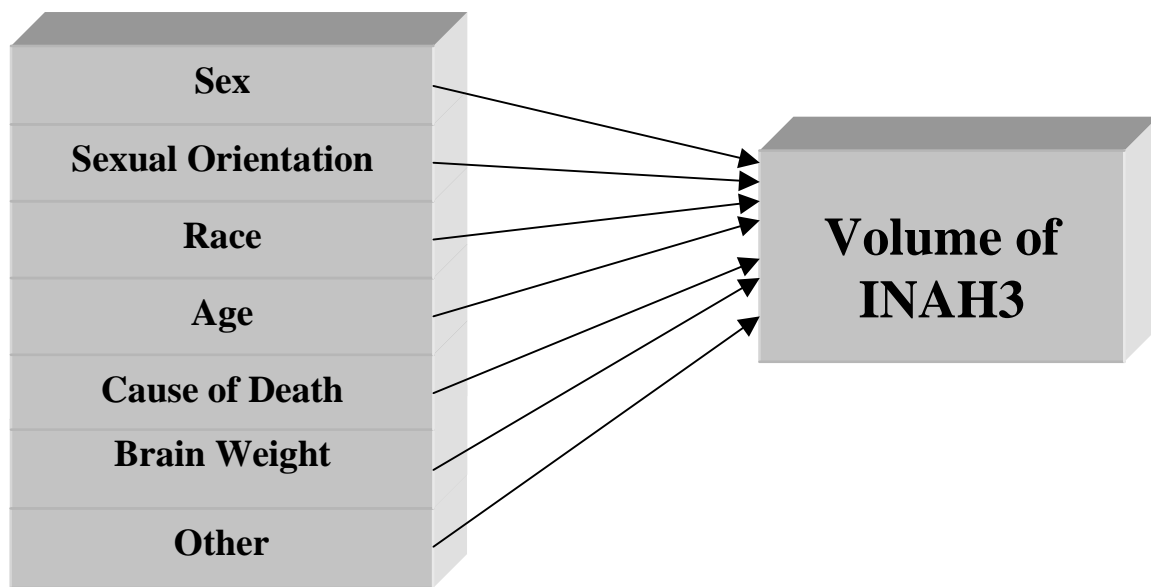 Sex
Sexual Orientation
Race
Age
Cause of Death
Brain Weight
Other
Volume of
INAH3